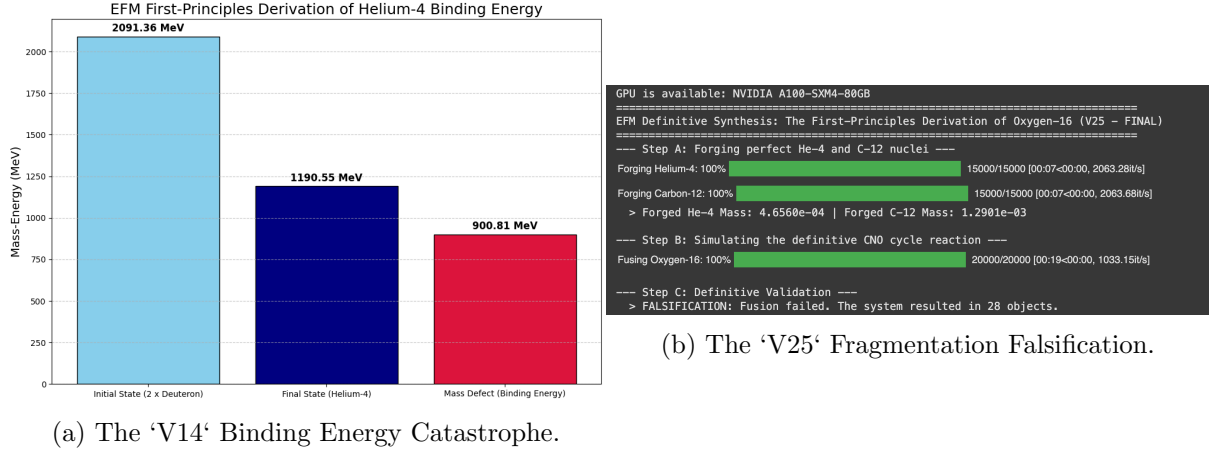 EFM First-Principles Derivation of Helium-4 Binding Energy
2091.36 MeV
1190.55 MeV
900.81 MeV
Mass-Energy (MeV)
2000
1750
1500
1250
1000
750
500
250
0
Initial State (2 x Deuteron)
Final State (Helium-4)
Mass Defect (Binding Energy)
(a) The ‘V14‘ Binding Energy Catastrophe.
GPU is available: NVIDIA A100-SXM4-80GB
================================================================================
EFM Definitive Synthesis: The First-Principles Derivation of Oxygen-16 (V25 - FINAL)
================================================================================
--- Step A: Forging perfect He-4 and C-12 nuclei ---
Forging Helium-4: 100% 15000/15000 [00:07<00:00, 2063.28it/s]
Forging Carbon-12: 100% 15000/15000 [00:07<00:00, 2063.68it/s]
> Forged He-4 Mass: 4.6560e-04 | Forged C-12 Mass: 1.2901e-03
--- Step B: Simulating the definitive CNO cycle reaction ---
Fusing Oxygen-16: 100% 20000/20000 [00:19<00:00, 1033.15it/s]
--- Step C: Definitive Validation ---
> FALSIFICATION: Fusion failed. The system resulted in 28 objects.
(b) The ‘V25‘ Fragmentation Falsification.